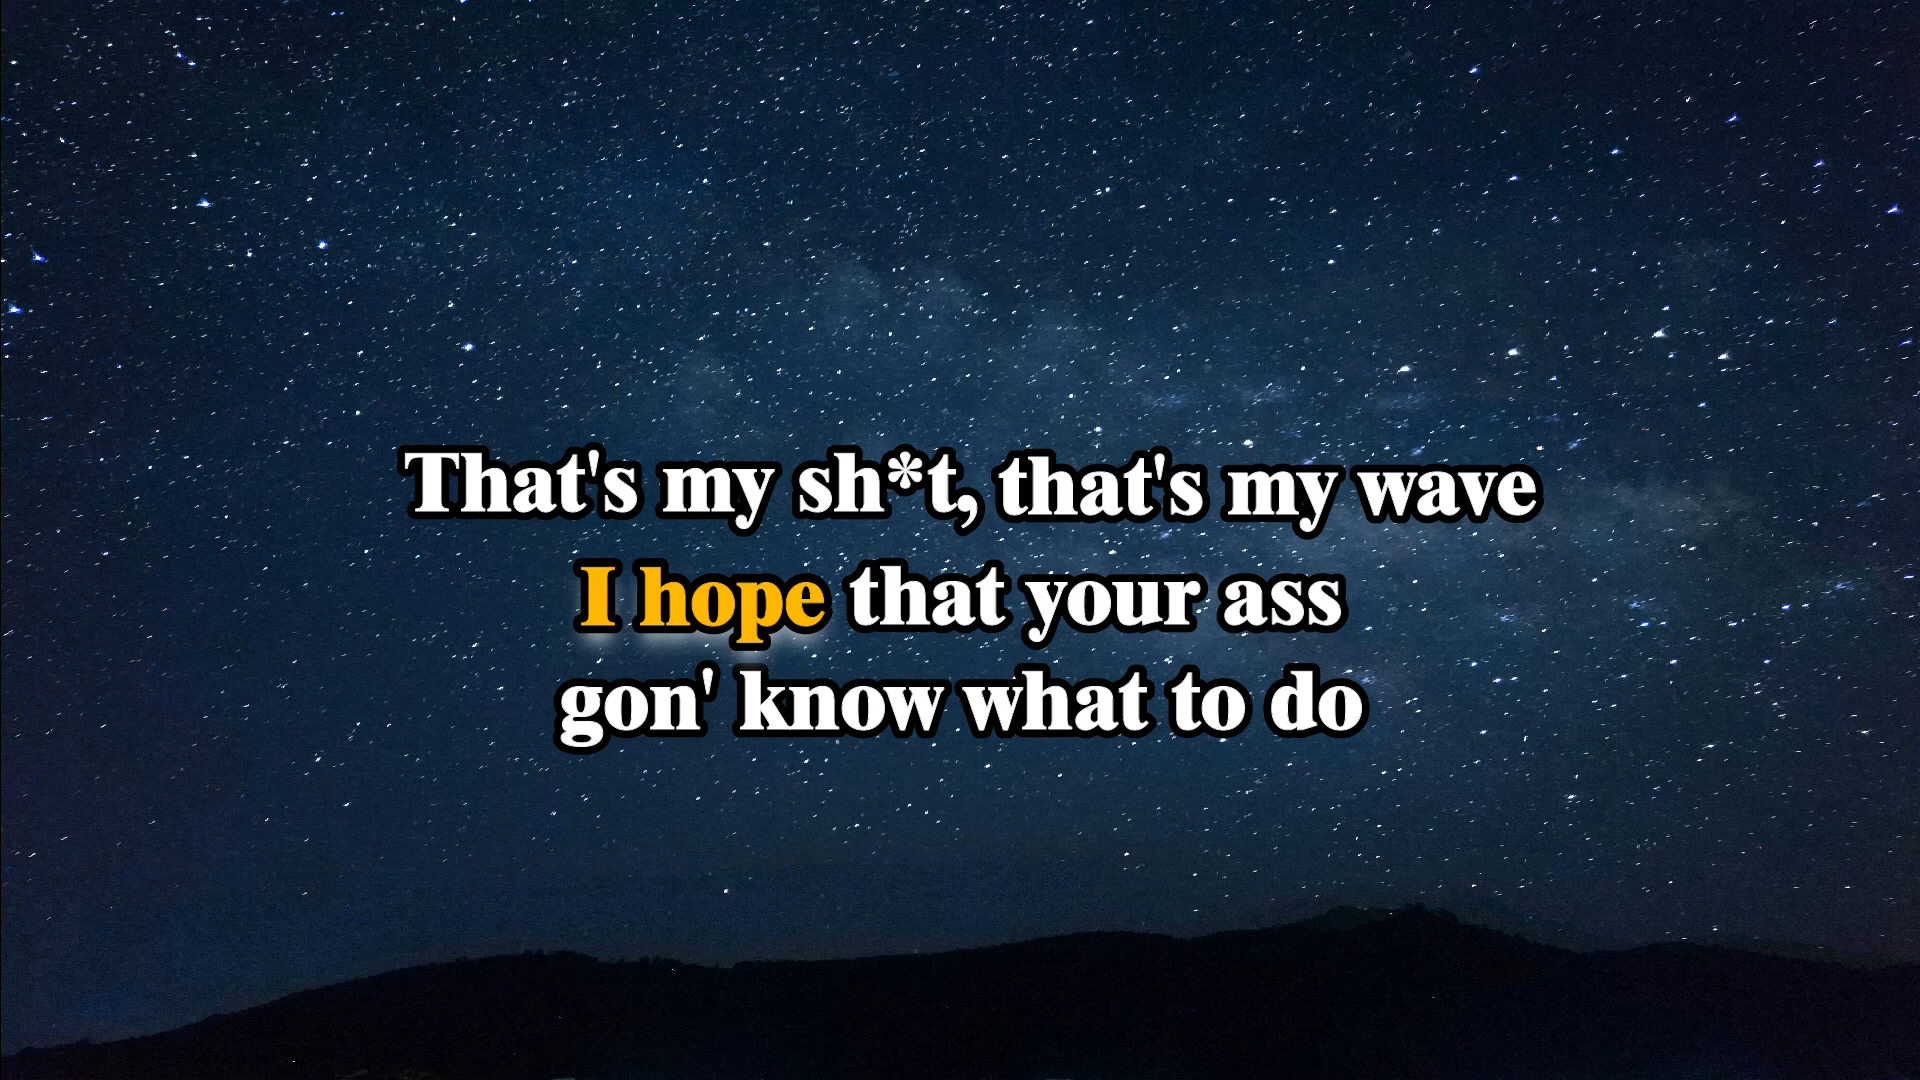 That's my sh*t, that's my wave
I hope that your ass
gon' know what to do